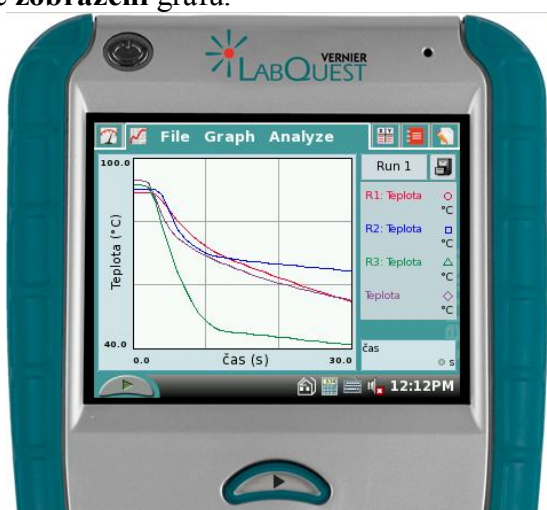 zobrazení grafu.
VERNIER
LABQUEST
File Graph Analyze
Run 1
100.0
Teplota (°C)
40.0
0.0
čas (s)
30.0
R1: Teplota
°C
R2: Teplota
°C
R3: Teplota
°C
Teplota
°C
čas
s
12:12PM